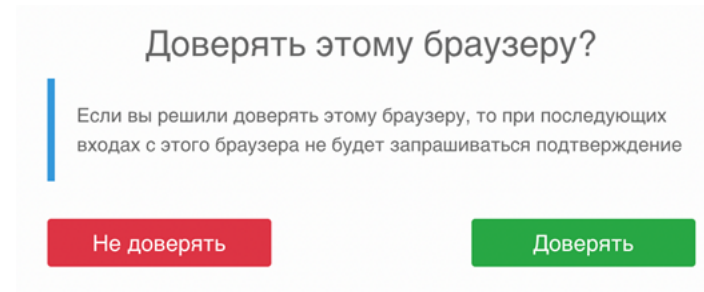 Доверять этому браузеру?
Если вы решили доверять этому браузеру, то при последующих
входах с этого браузера не будет запрашиваться подтверждение
Не доверять
Доверять